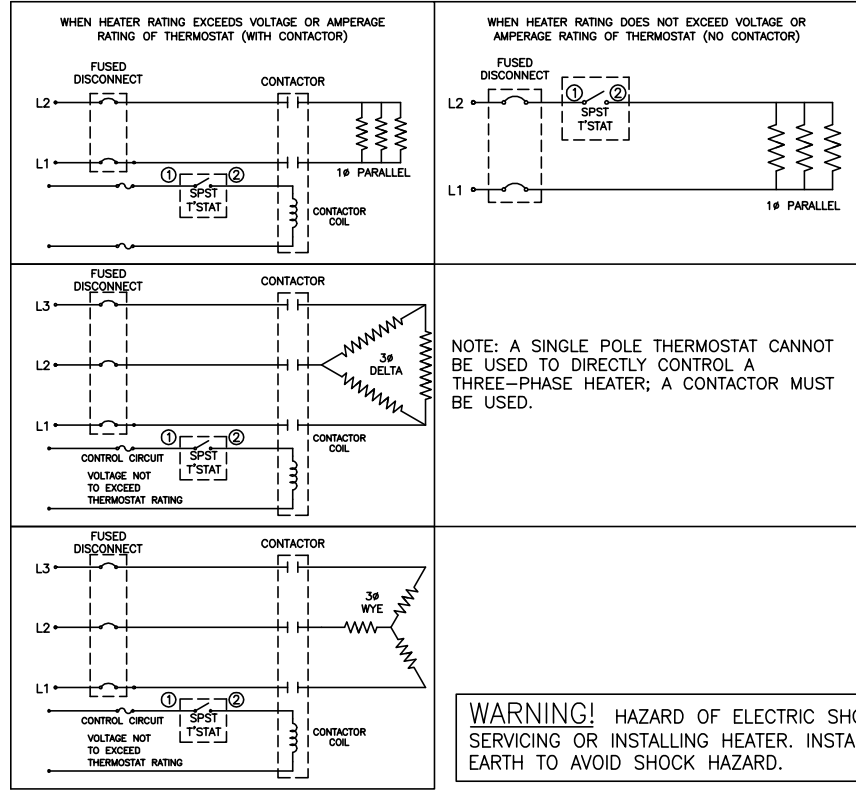 WHEN HEATER RATING EXCEEDS VOLTAGE OR AMPERAGE
RATING OF THERMOSTAT (WITH CONTACTOR)
FUSED
DISCONNECT
CONTACTOR
L2
L1
1ø PARALLEL
① ②
SPST
T'STAT
CONTACTOR
COIL
WHEN HEATER RATING DOES NOT EXCEED VOLTAGE OR
AMPERAGE RATING OF THERMOSTAT (NO CONTACTOR)
FUSED
DISCONNECT
L2
① ②
SPST
T'STAT
L1
1ø PARALLEL
FUSED
DISCONNECT
CONTACTOR
L3
L2
3ø
DELTA
L1
① ②
SPST
T'STAT
CONTROL CIRCUIT
VOLTAGE NOT
TO EXCEED
THERMOSTAT RATING
CONTACTOR
COIL
NOTE: A SINGLE POLE THERMOSTAT CANNOT
BE USED TO DIRECTLY CONTROL A
THREE-PHASE HEATER; A CONTACTOR MUST
BE USED.
FUSED
DISCONNECT
CONTACTOR
L3
3ø
WYE
L2
L1
① ②
SPST
T'STAT
CONTROL CIRCUIT
VOLTAGE NOT
TO EXCEED
THERMOSTAT RATING
CONTACTOR
COIL
WARNING! HAZARD OF ELECTRIC
SERVICING OR INSTALLING HEATER.
EARTH TO AVOID SHOCK HAZARD.